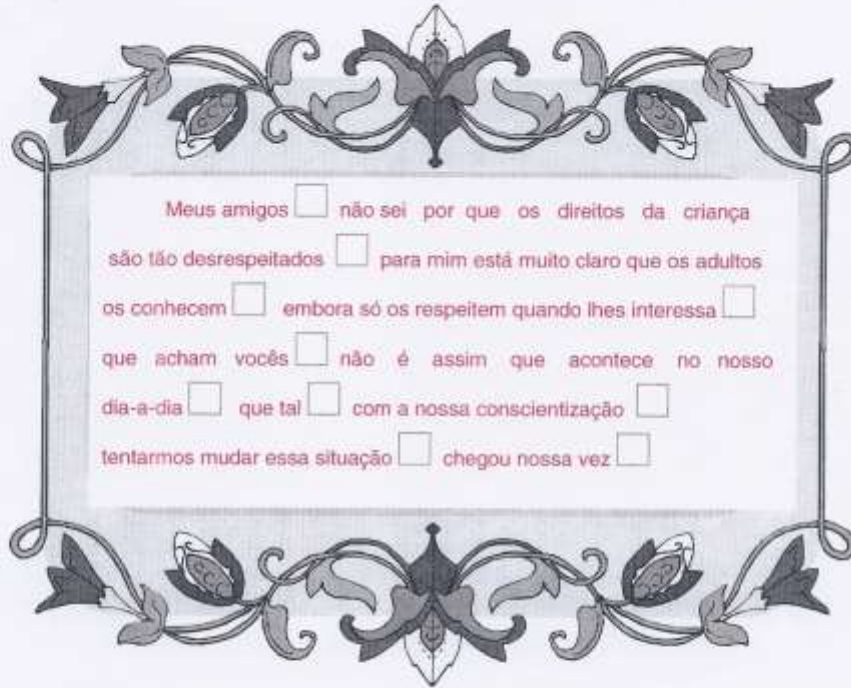 Meus amigos □ não sei por que os direitos da criança
são tão desrespeitados □ para mim está muito claro que os adultos
os conhecem □ embora só os respeitem quando lhes interessa □
que acham vocês □ não é assim que acontece no nosso
dia-a-dia □ que tal □ com a nossa conscientização □
tentarmos mudar essa situação □ chegou nossa vez □